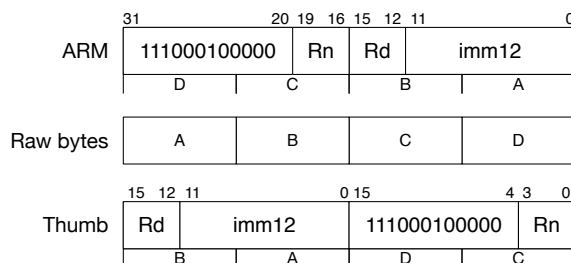 31 20 19 16 15 12 11 0
ARM 111000100000 Rn Rd imm12
D C B A
Raw bytes A B C D
15 12 11 0 15 4 3 0
Thumb Rd imm12 111000100000 Rn
B A D C